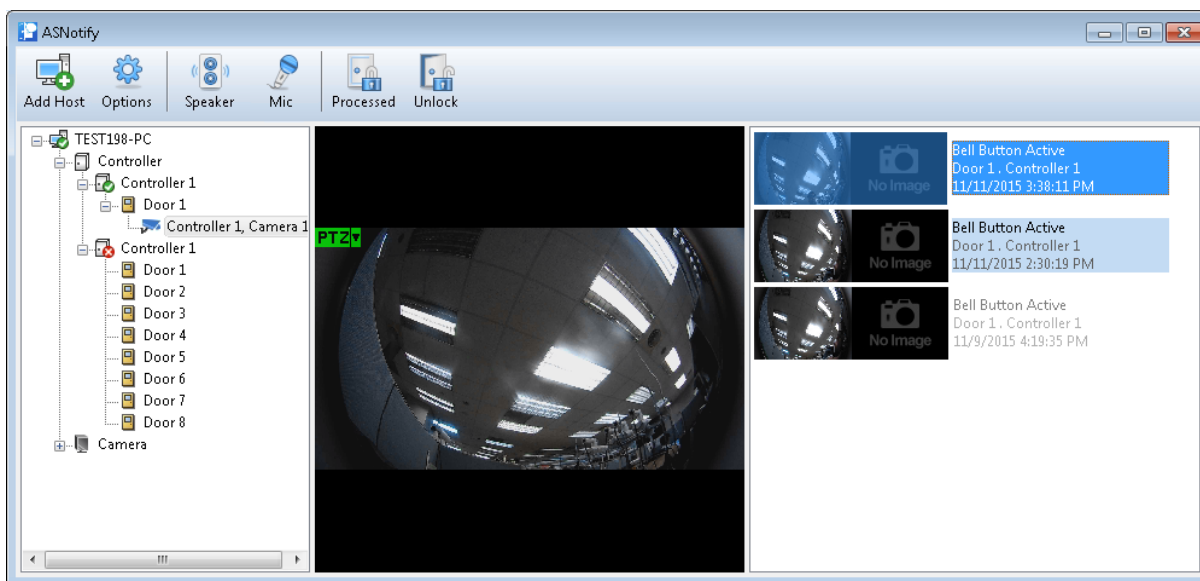 ASNotify
Add Host
Options
Speaker
Mic
Processed
Unlock
TEST198-PC
Controller
Controller 1
Door 1
Controller 1, Camera 1
Controller 1
Door 1
Door 2
Door 3
Door 4
Door 5
Door 6
Door 7
Door 8
Camera
PTZ
No Image
Bell Button Active
Door 1 . Controller 1
11/11/2015 3:38:11 PM
No Image
Bell Button Active
Door 1 . Controller 1
11/11/2015 2:30:19 PM
No Image
Bell Button Active
Door 1 . Controller 1
11/9/2015 4:19:35 PM